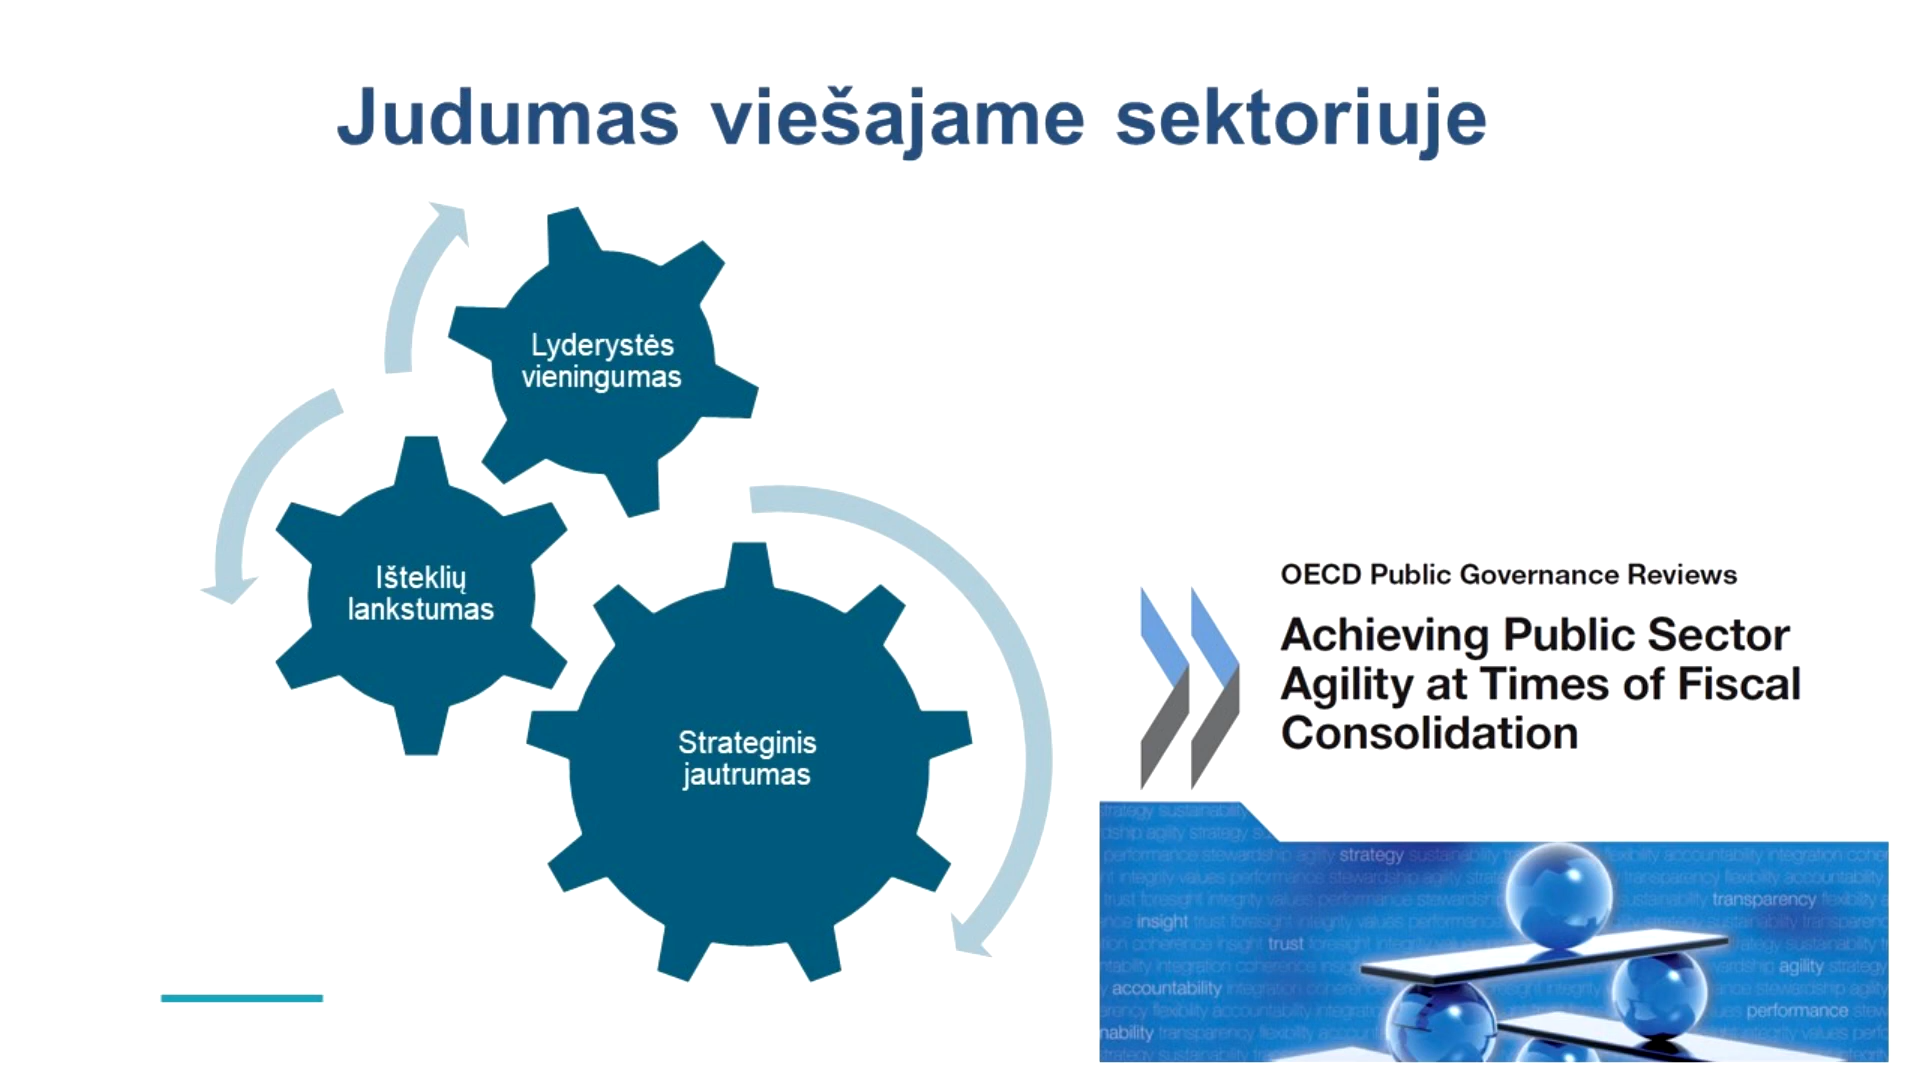 Judumas viešajame sektoriuje
Lyderystės
vieningumas
Išteklių
lankstumas
Strateginis
jautrumas
OECD Public Governance Reviews
Achieving Public Sector
Agility at Times of Fiscal
Consolidation
strategy
transparency
insight
trust
agility
accountability
performance